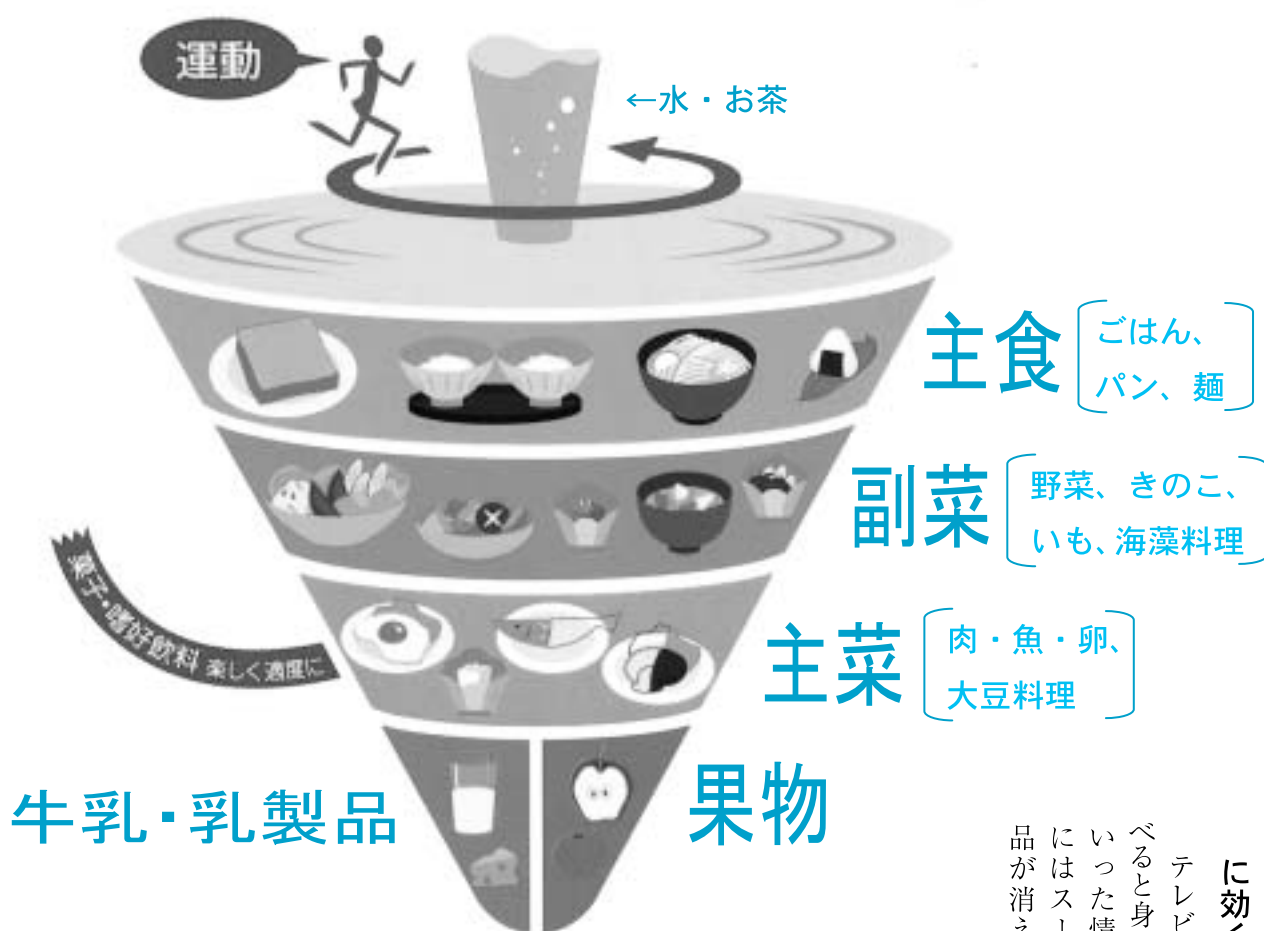 運動
←水・お茶
主食
ごはん、
パン、麺
副菜
野菜、きのこ、
いも、海藻料理
菓子・嗜好飲料 楽しく適度に
主菜
肉・魚・卵、
大豆料理
牛乳・乳製品
果物
に効く
テレビ
べると身
いった情
にはスー
品が消え